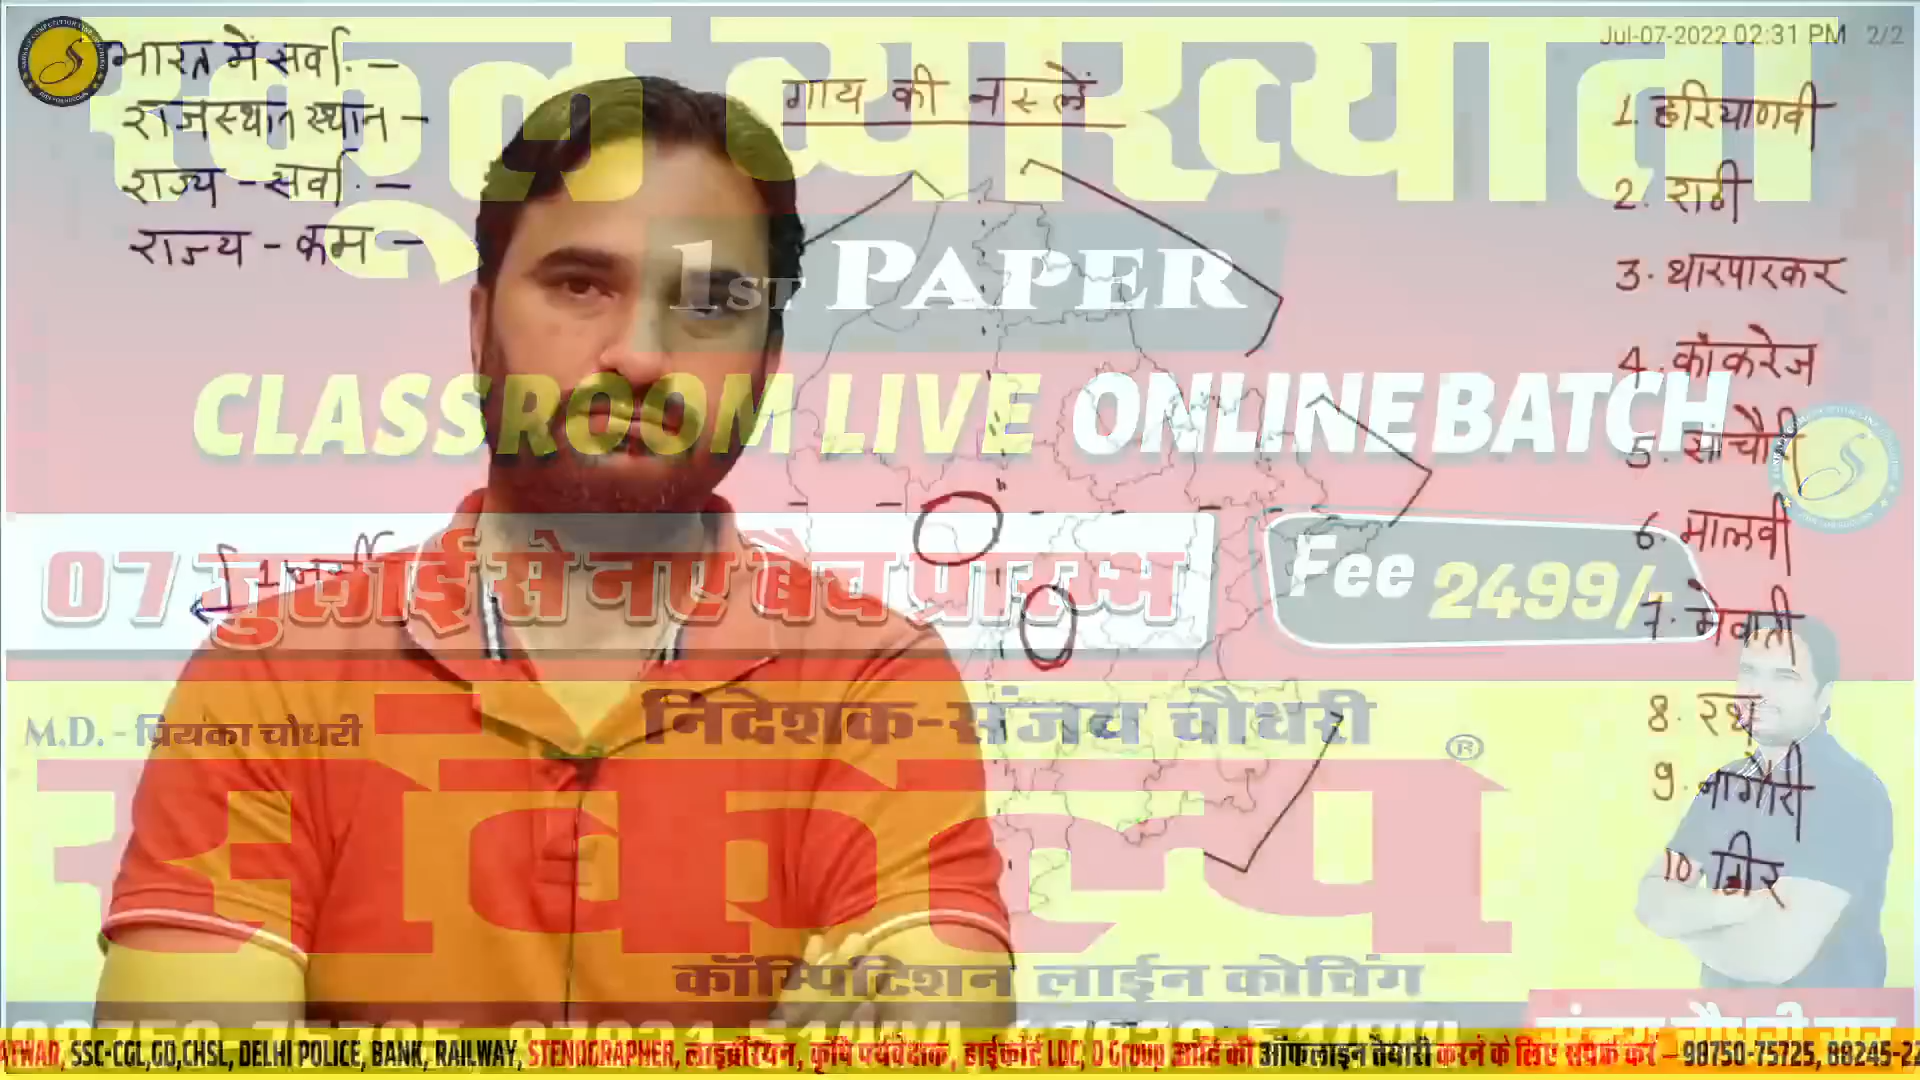 भारत में सर्वा. –
राजस्थान स्थान –
राज्य - सर्वा. –
राज्य - कम –
Jul-07-2022 02:31 PM 2/2
गाय की नस्लें
1. हरियाणवी
2. राठी
3. थारपारकर
4. कॉकरेज
5. सांचौरी
6. मालवी
7. मेवाती
8. रथ
9. नागौरी
10. गिर
स्कूल व्याख्याता
1ST PAPER
CLASSROOM LIVE ONLINE BATCH
07 जुलाई से नए बैच प्रारम्भ
Fee 2499/-
M.D. - प्रियंका चौधरी
निदेशक-संजय चौधरी
संकल्प ®
कॉम्पिटिशन लाईन कोचिंग
SSC-CGL,GD,CHSL, DELHI POLICE, BANK, RAILWAY, STENOGRAPHER, लाइब्रेरियन, कृषि पर्यवेक्षक, हाईकोर्ट LDC, D Group आदि की ऑफलाइन तैयारी करने के लिए संपर्क करें – 98750-75725, 88245-22